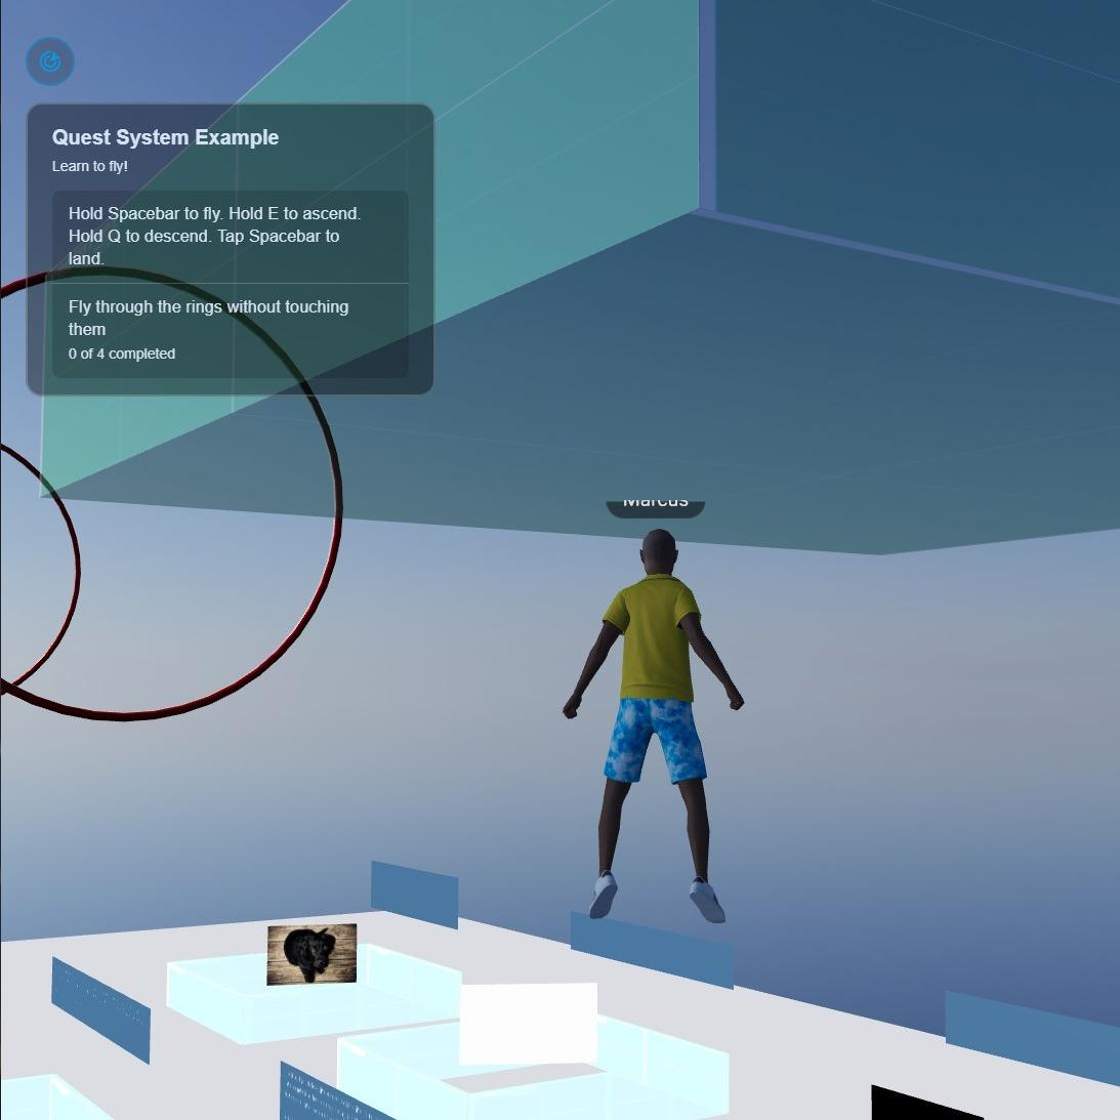 Quest System Example
Learn to fly!
Hold Spacebar to fly. Hold E to ascend.
Hold Q to descend. Tap Spacebar to
land.
Fly through the rings without touching
them
0 of 4 completed
Marcus